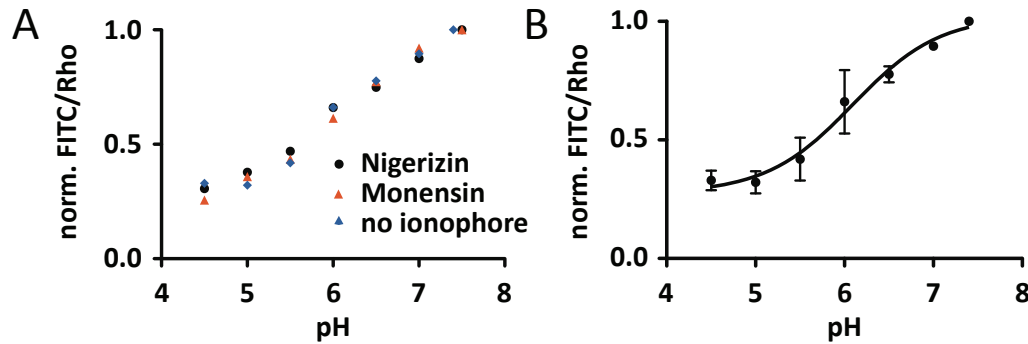 A
norm. FITC/Rho
1.0
0.5
0.0
4
5
6
7
8
pH
Nigerizin
Monensin
no ionophore
B
norm. FITC/Rho
1.0
0.5
0.0
4
5
6
7
8
pH